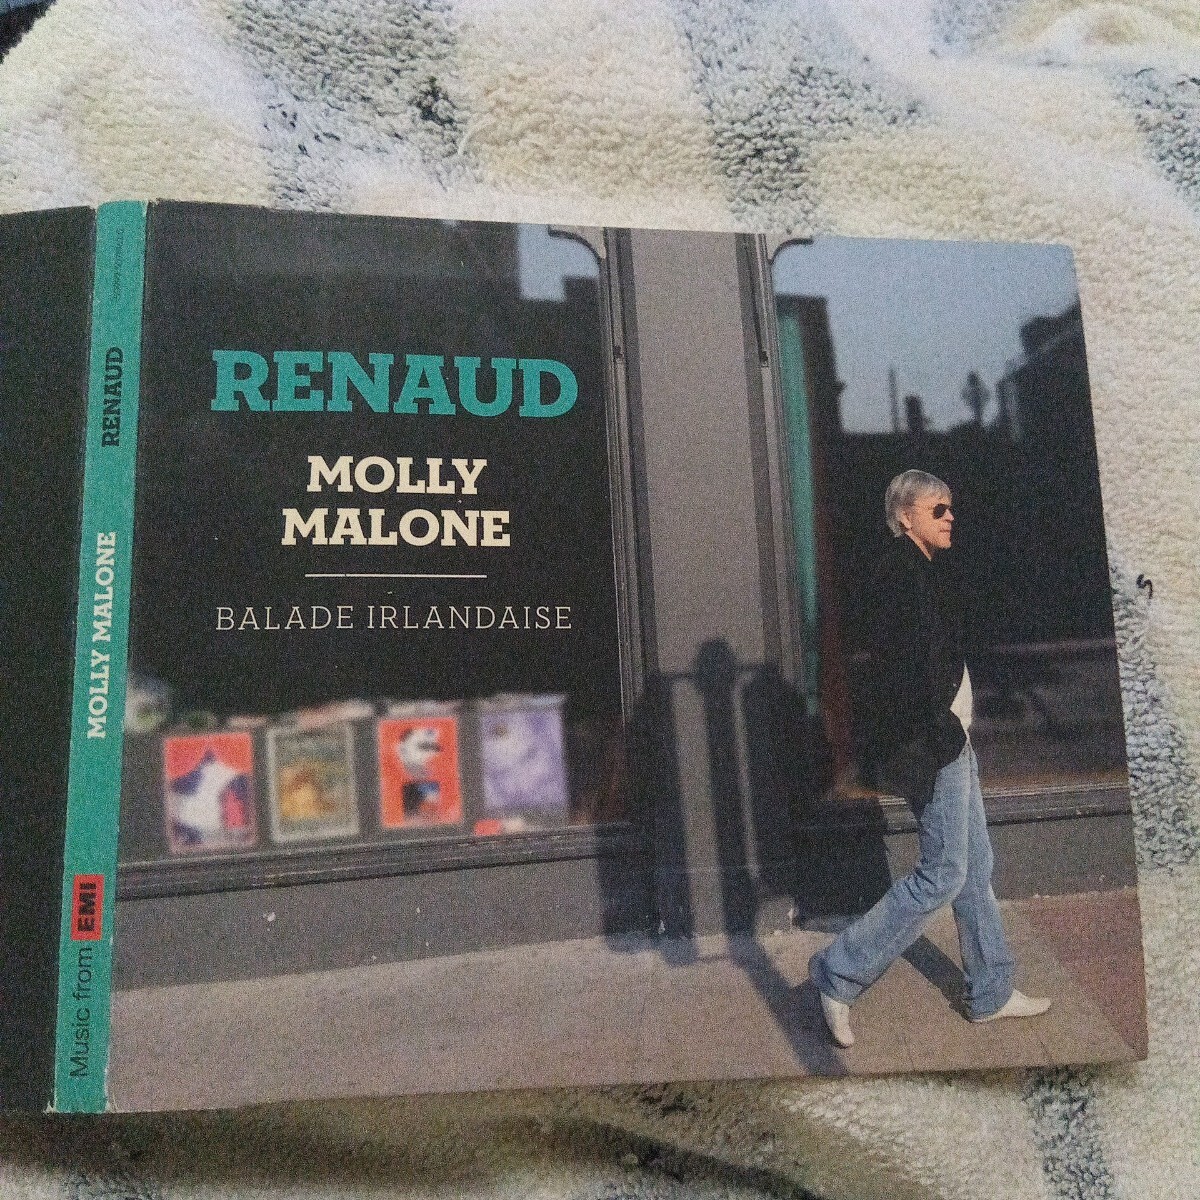 RENAUD
MOLLY
MALONE
BALADE IRLANDAISE
RENAUD
MOLLY MALONE
Music from EMI